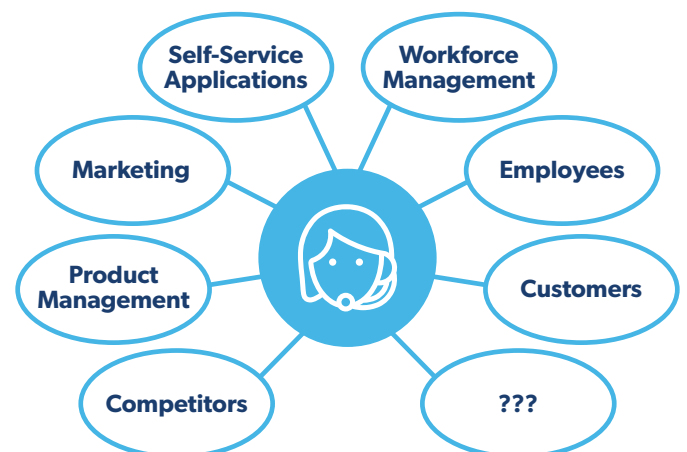 Self-Service
Applications
Workforce
Management
Marketing
Employees
Product
Management
Customers
Competitors
???